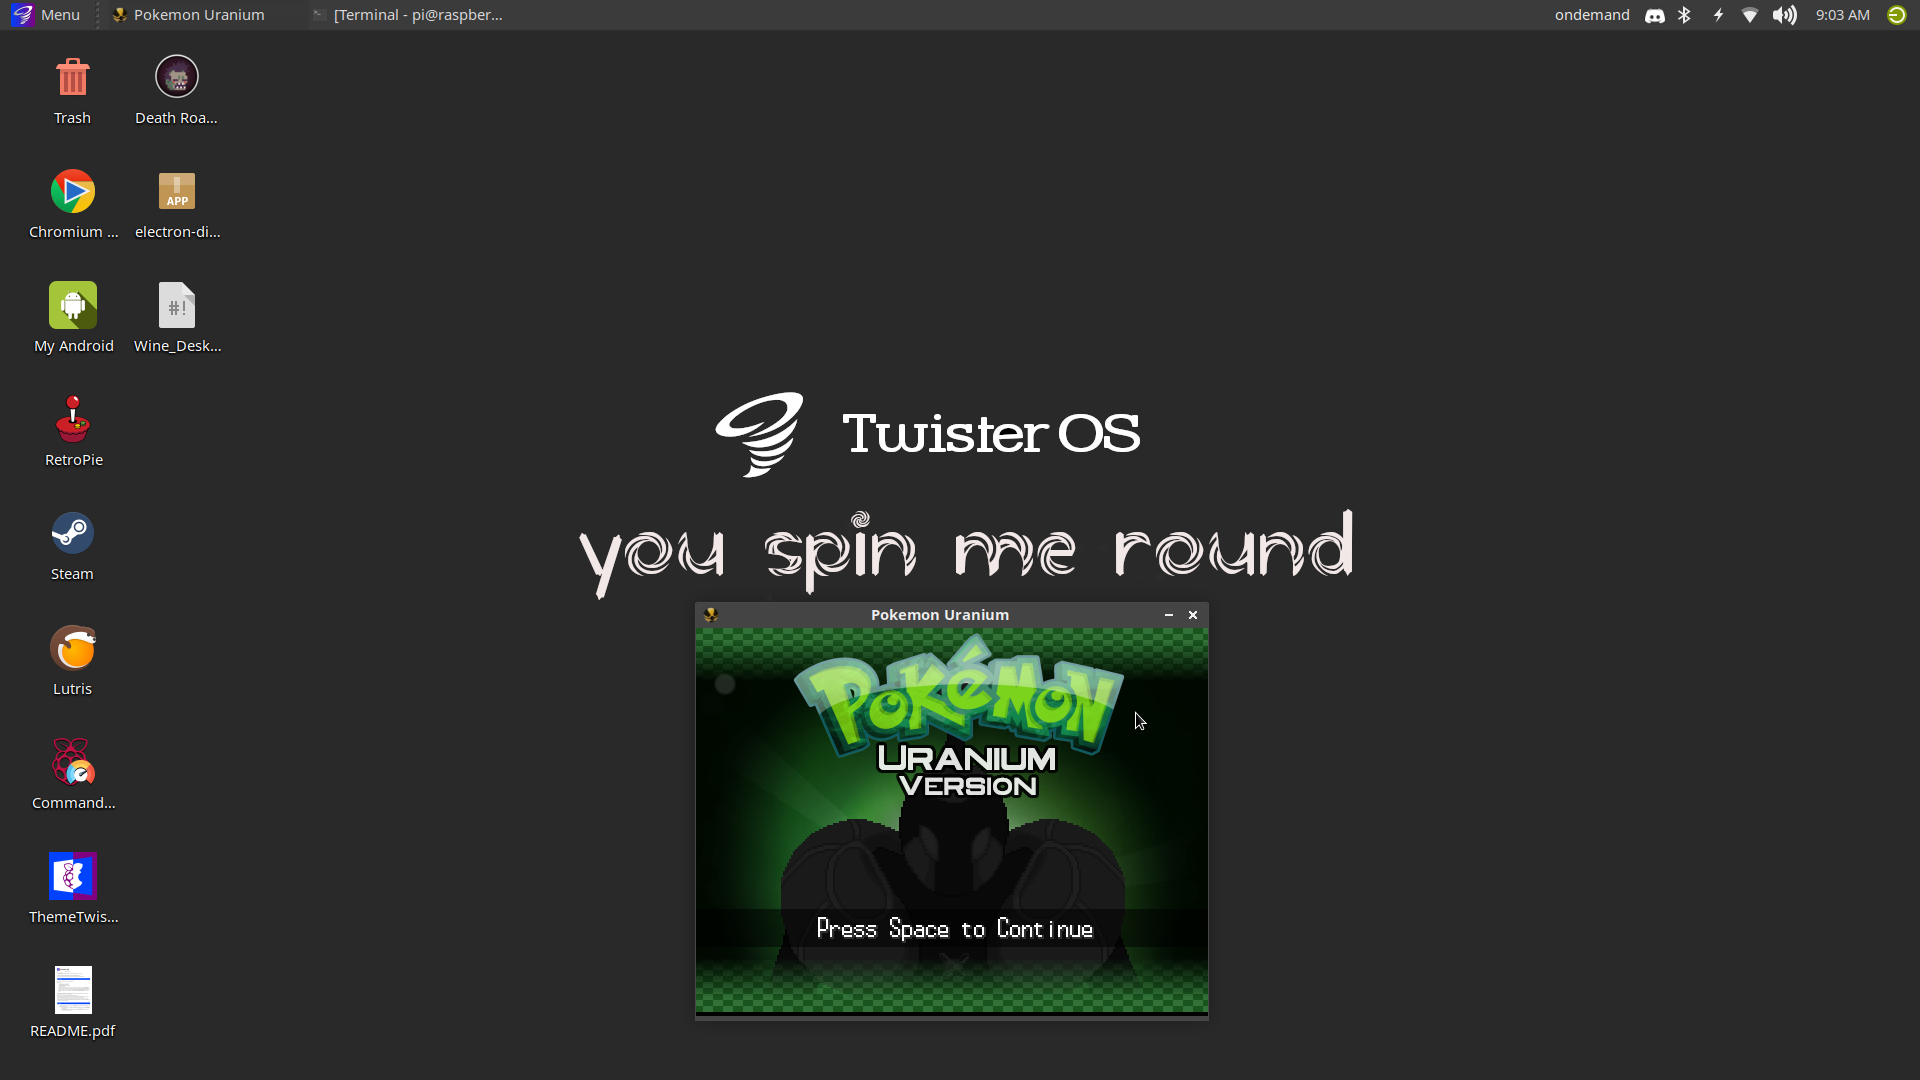 Menu
Pokemon Uranium
[Terminal - pi@raspber...
ondemand
9:03 AM
Trash
Death Roa...
Chromium ...
APP
electron-di...
My Android
#!
Wine_Desk...
RetroPie
Steam
Lutris
Command...
ThemeTwis...
README.pdf
Twister OS
you spin me round
Pokemon Uranium
POKéMON
URANIUM
VERSION
Press Space to Continue